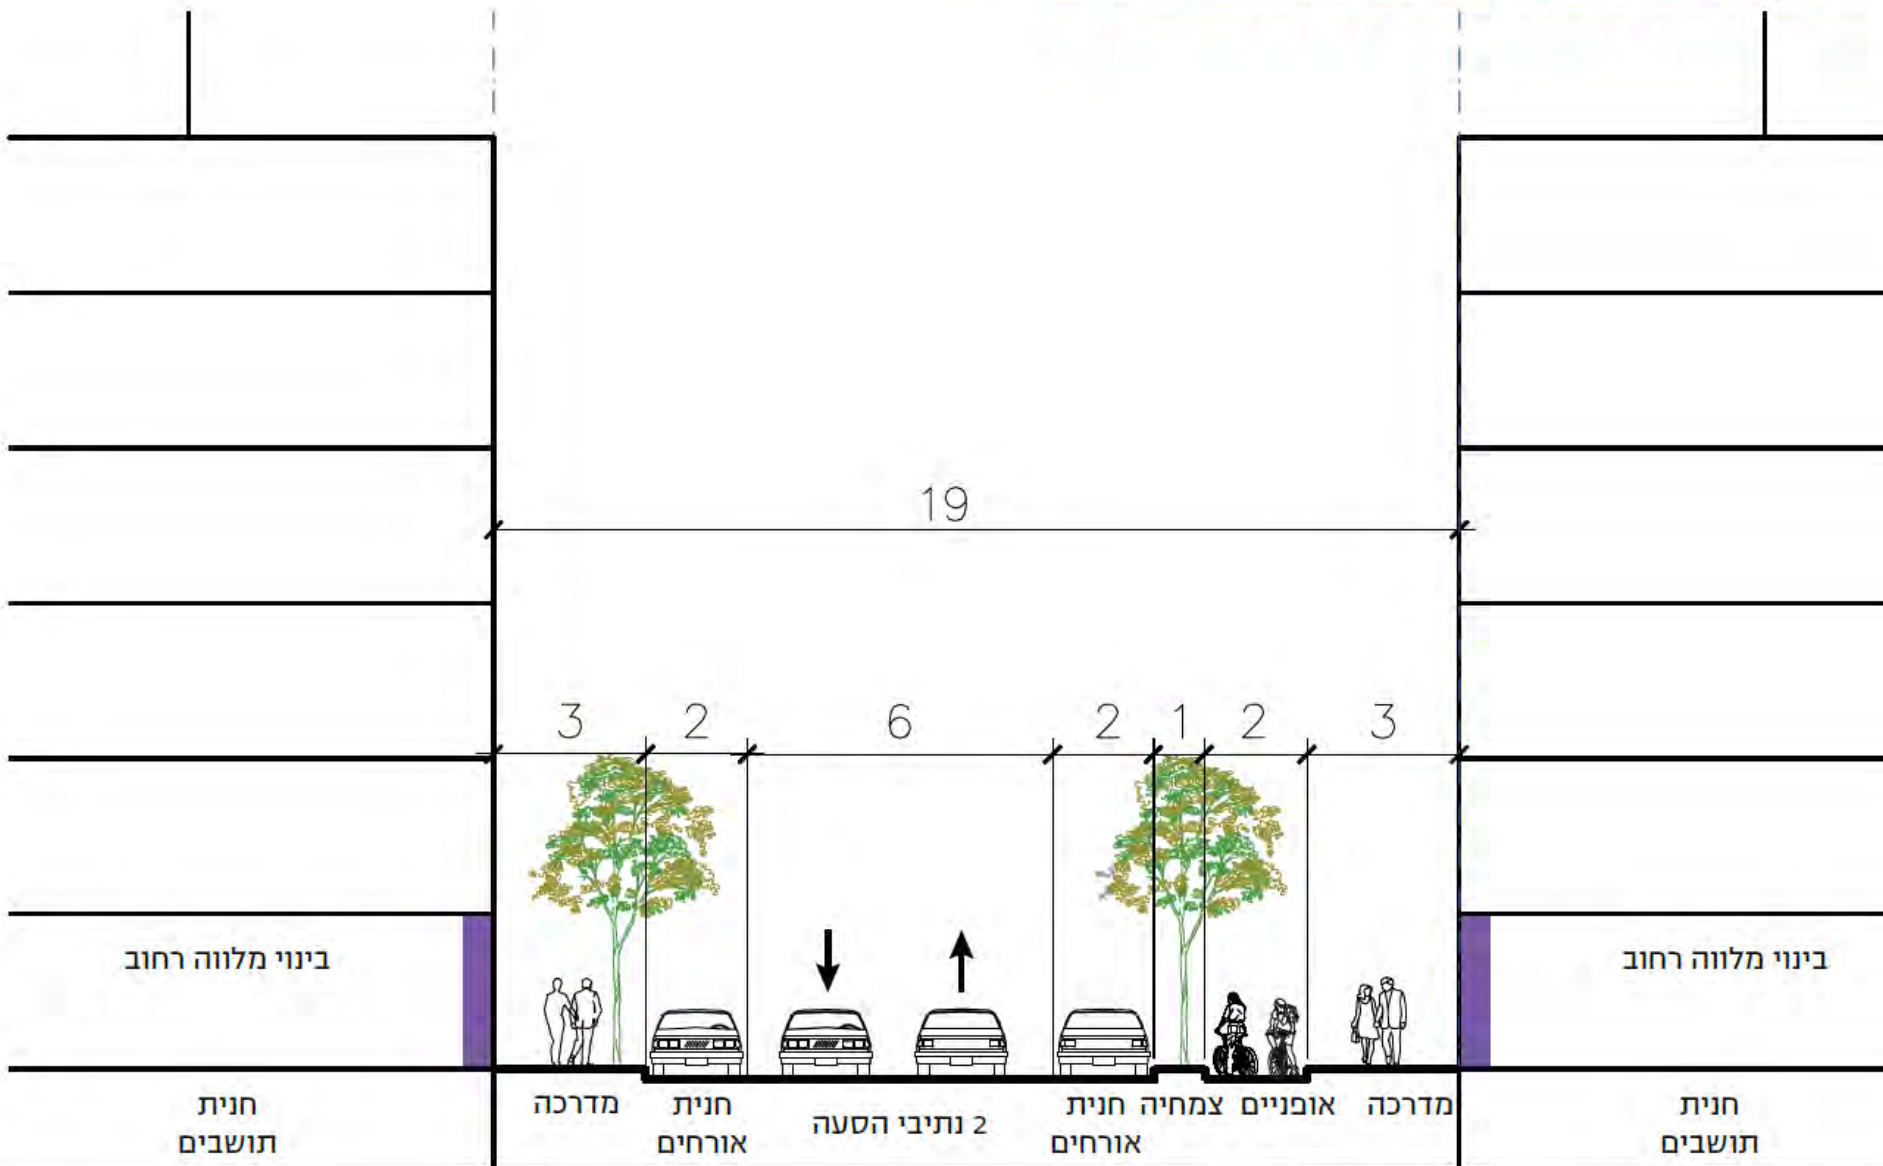 19
3 2 6 2 1 2 3
בינוי מלווה רחוב
בינוי מלווה רחוב
חנית
תושבים
מדרכה
אופניים
צמחיה
חנית
אורחים
2 נתיבי הסעה
חנית
אורחים
מדרכה
חנית
תושבים